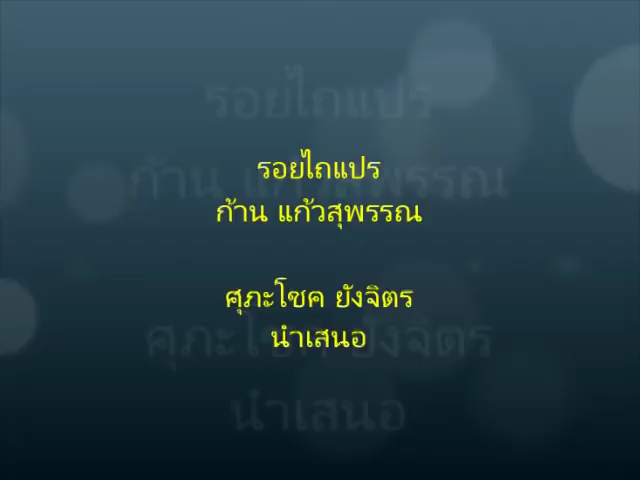 รอยไถแปร
ก้าน แก้วสุพรรณ
ศุภะโชค ยังจิตร
นำเสนอ